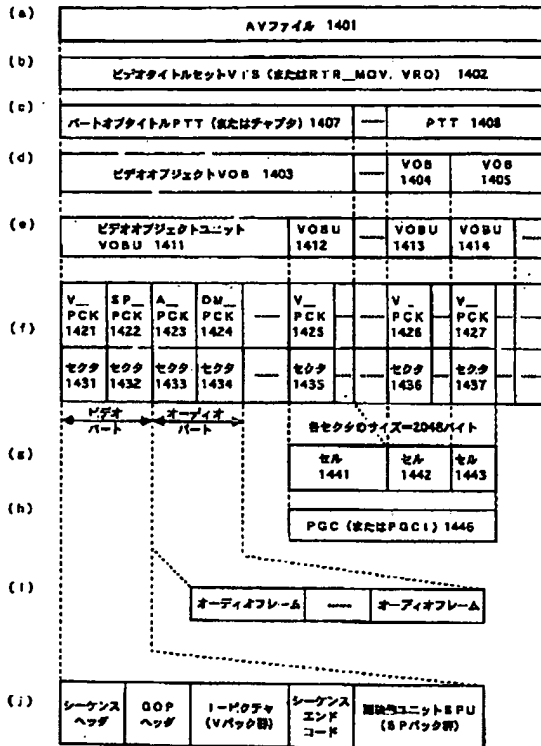 (a)
AVファイル 1401
(b)
ビデオタイトルセットVTS (またはRTR_MOV. VRO) 1402
(c)
パートオブタイトルPTT (またはチャプタ) 1407
PTT 1408
(d)
ビデオオブジェクトVOB 1403
VOB
1404
VOB
1405
(e)
ビデオオブジェクトユニット
VOBU 1411
VOBU
1412
VOBU
1413
VOBU
1414
(f)
V_
PCK
1421
SP_
PCK
1422
A_
PCK
1423
DM_
PCK
1424
V_
PCK
1425
V_
PCK
1426
V_
PCK
1427
セクタ
1431
セクタ
1432
セクタ
1433
セクタ
1434
セクタ
1435
セクタ
1436
セクタ
1437
ビデオ
パート
オーディオ
パート
各セクタのサイズ=2048バイト
(g)
セル
1441
セル
1442
セル
1443
(h)
PGC (またはPGCI) 1446
(i)
オーディオフレーム
オーディオフレーム
(j)
シーケンス
ヘッダ
GOP
ヘッダ
I-ピクチャ
(Vパック群)
シーケンス
エンド
コード
副映像ユニットSPU
(SPパック群)